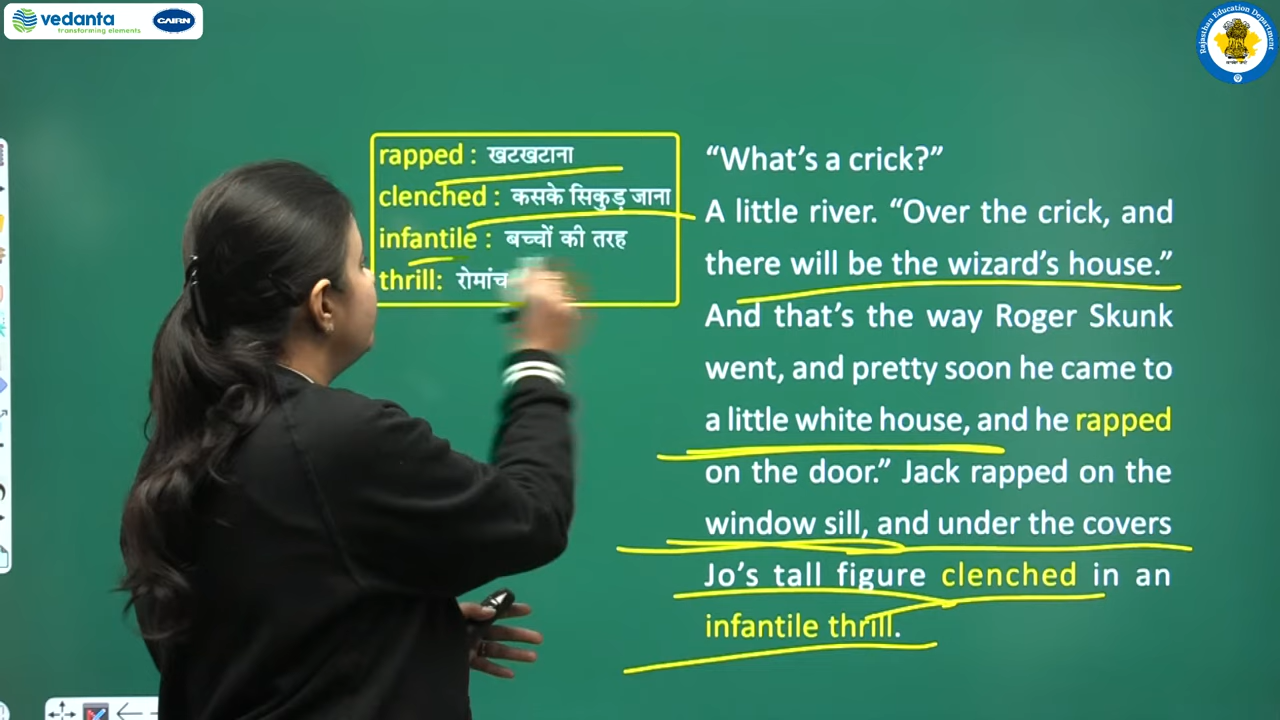 vedanta
transforming elements
CAIRN
Rajasthan Education Department
rapped : खटखटाना
clenched : कसके सिकुड़ जाना
infantile : बच्चों की तरह
thrill: रोमांच
“What’s a crick?”
A little river. “Over the crick, and
there will be the wizard’s house.”
And that’s the way Roger Skunk
went, and pretty soon he came to
a little white house, and he rapped
on the door.” Jack rapped on the
window sill, and under the covers
Jo’s tall figure clenched in an
infantile thrill.